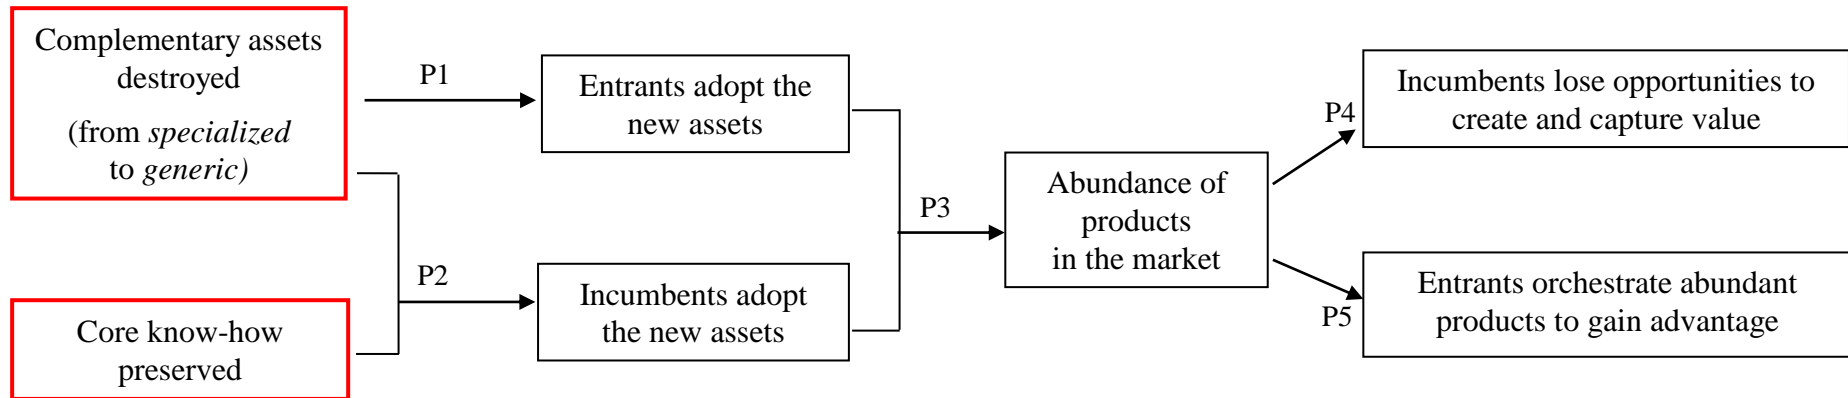 Complementary assets
destroyed
(from specialized
to generic)
P1
Entrants adopt the
new assets
P2
Core know-how
preserved
Incumbents adopt
the new assets
P3
Abundance of
products
in the market
P4
Incumbents lose opportunities to
create and capture value
P5
Entrants orchestrate abundant
products to gain advantage